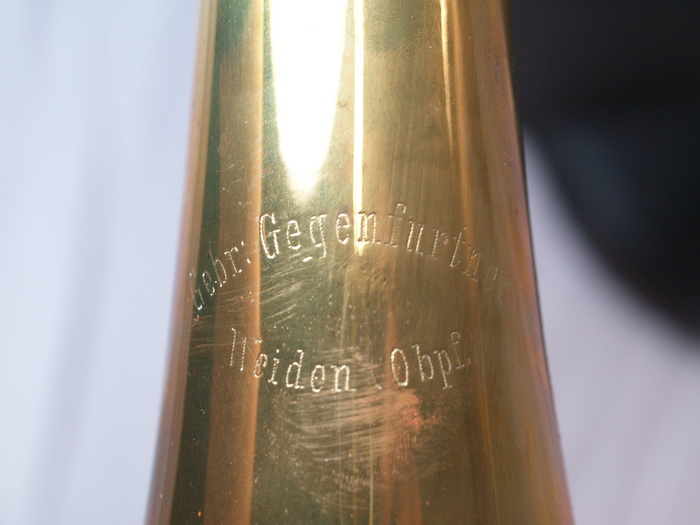 Gebr: Gegenfurtner
Weiden Obpf.